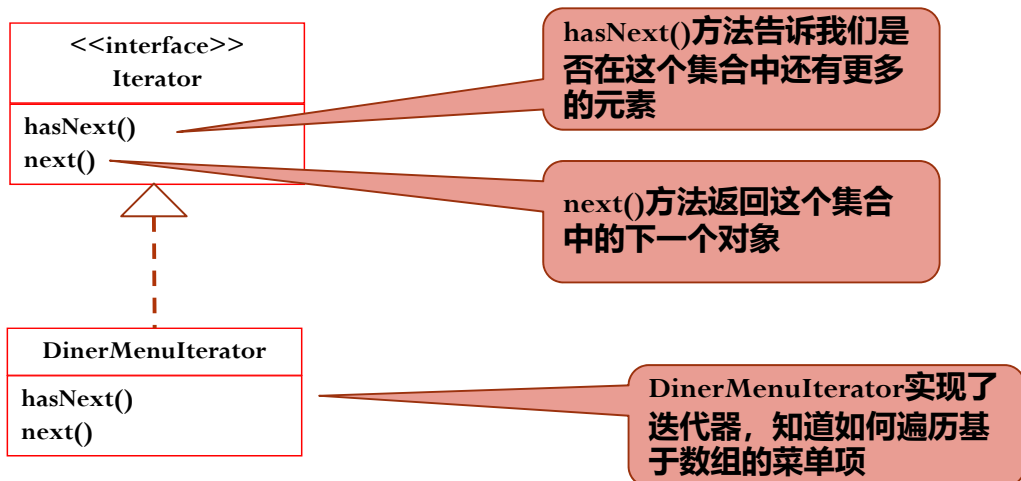 <<interface>>
Iterator
hasNext()
next()
hasNext()方法告诉我们是
否在这个集合中还有更多
的元素
next()方法返回这个集合
中的下一个对象
DinerMenuIterator
hasNext()
next()
DinerMenuIterator实现了
迭代器，知道如何遍历基
于数组的菜单项